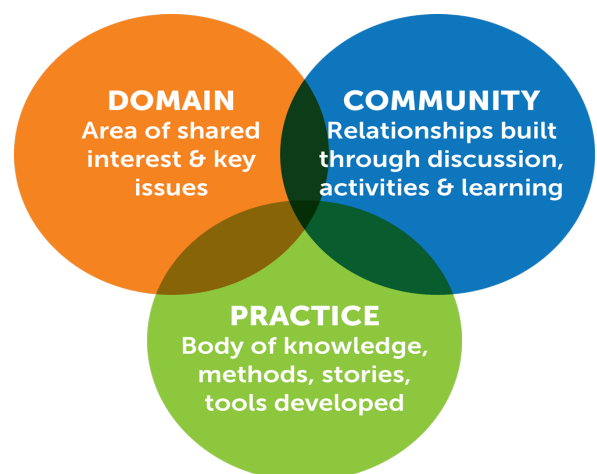 DOMAIN
Area of shared
interest & key
issues
COMMUNITY
Relationships built
through discussion,
activities & learning
PRACTICE
Body of knowledge,
methods, stories,
tools developed